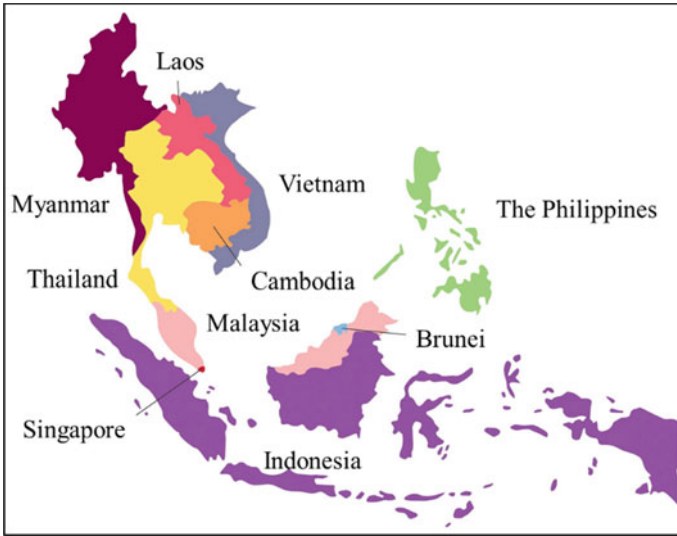 Laos
Vietnam
Myanmar
The Philippines
Thailand
Cambodia
Malaysia
Brunei
Singapore
Indonesia